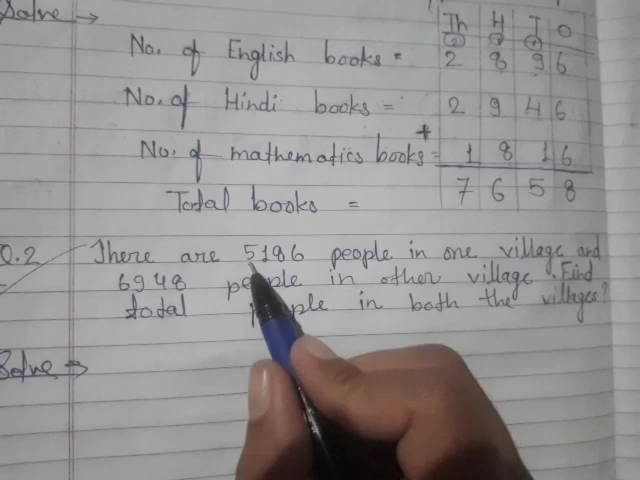 Solve →
Th H T O
No. of English books = 2 8 9 6
No. of Hindi books = 2 9 4 6
No. of mathematics books = + 1 8 1 6
Total books = 7 6 5 8
Q.2 There are 5186 people in one village and
6948 people in other village. Find
total people in both the villages?
Solve ⇒